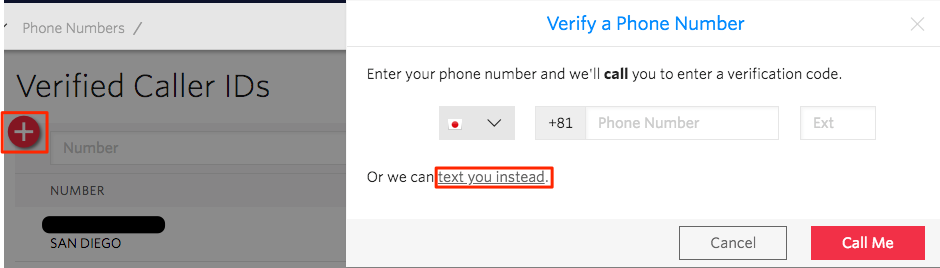 Phone Numbers /
Verified Caller IDs
Number
NUMBER
SAN DIEGO
Verify a Phone Number
Enter your phone number and we'll call you to enter a verification code.
+81 Phone Number Ext
Or we can text you instead.
Cancel Call Me